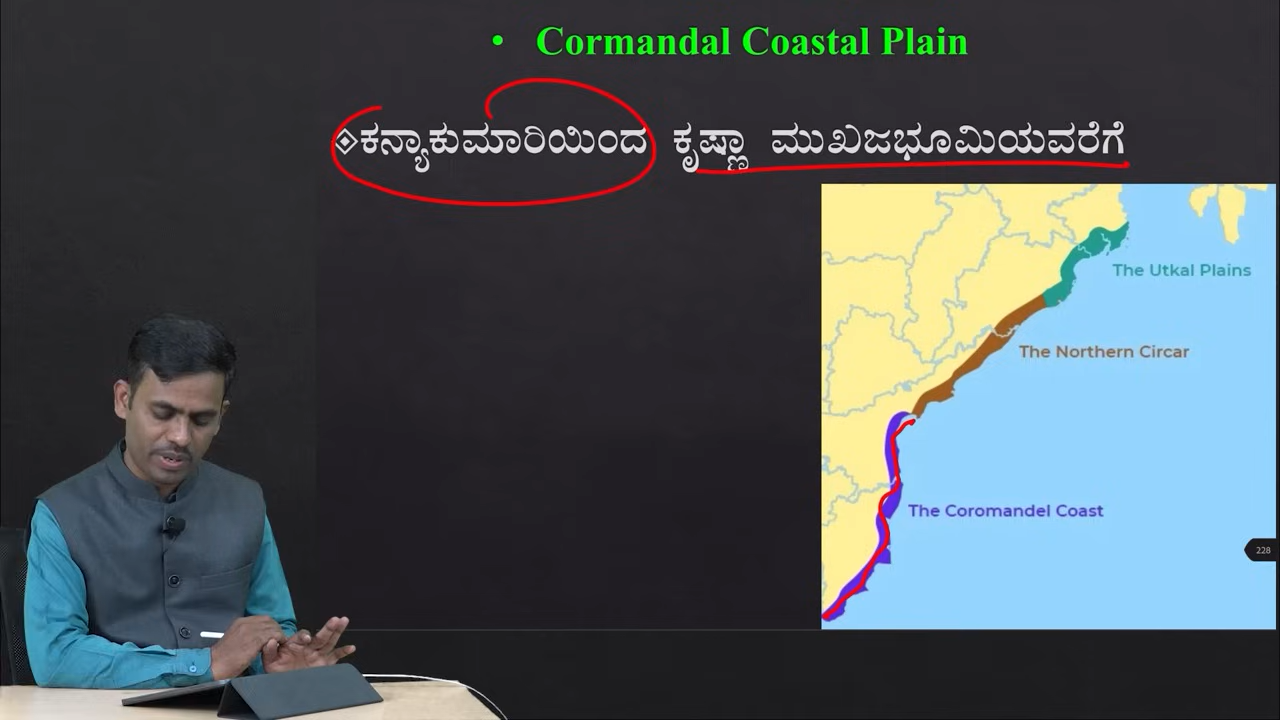 • Cormandal Coastal Plain
ಕನ್ಯಾಕುಮಾರಿಯಿಂದ ಕೃಷ್ಣಾ ಮುಖಜಭೂಮಿಯವರೆಗೆ
The Utkal Plains
The Northern Circar
The Coromandel Coast
228